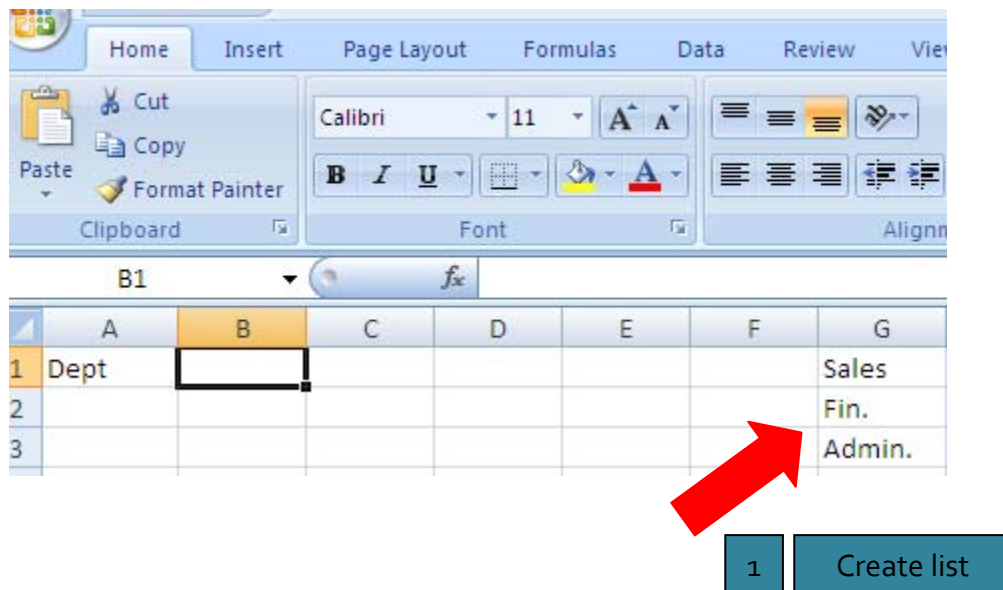 Home Insert Page Layout Formulas Data Review View
Cut
Calibri 11 A A
Copy
Paste
B I U A
Format Painter
Clipboard Font
B1 fx
A B C D E F G
1 Dept Sales
2 Fin.
3 Admin.
1 Create list